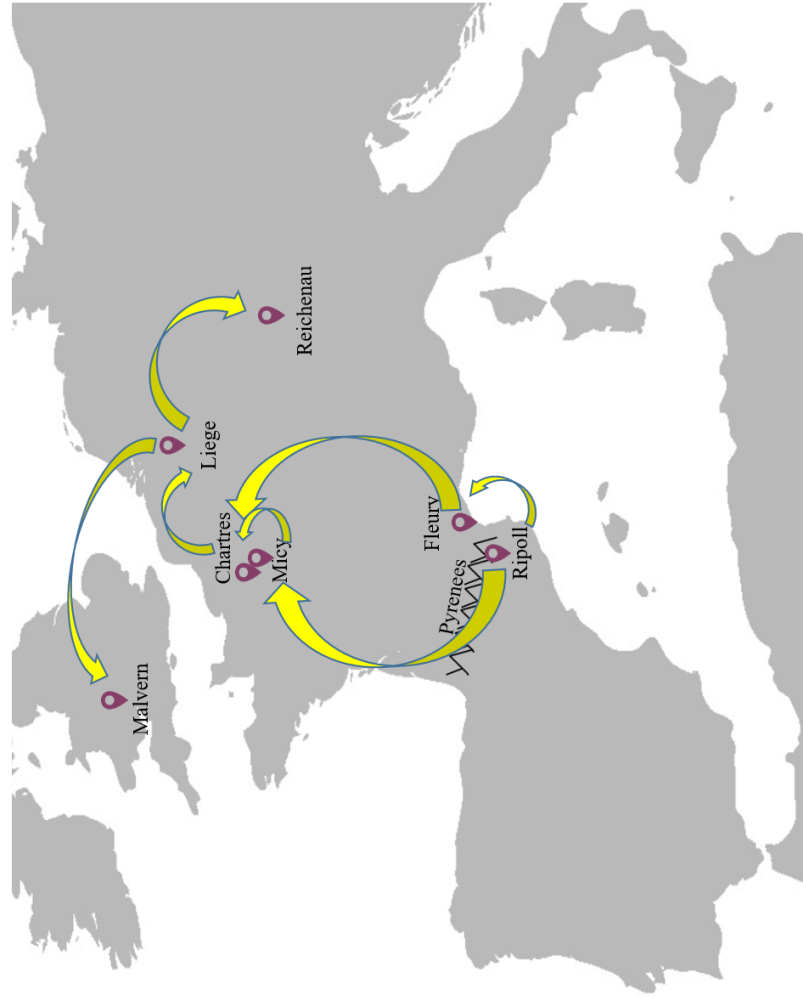 Malvern
Liege
Reichenau
Chartres
Micy
Fleury
Pyrenees
Ripoll